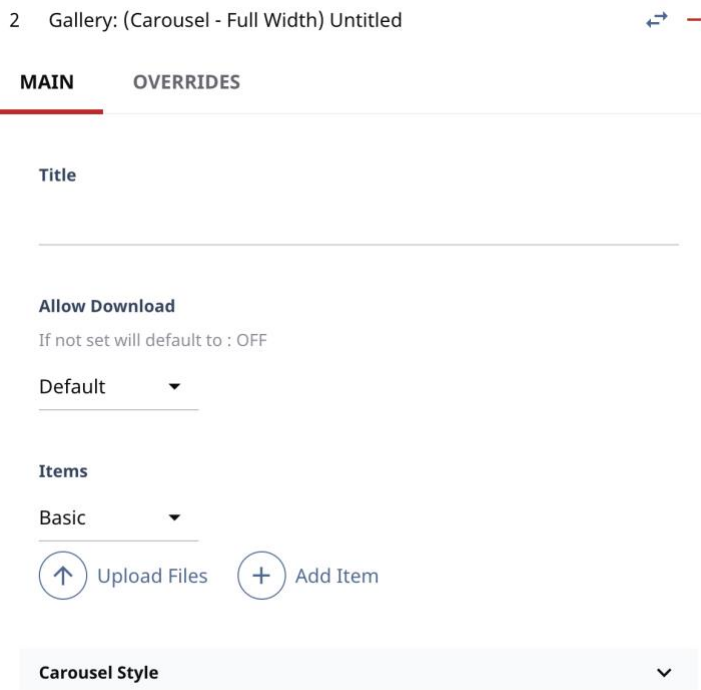 2 Gallery: (Carousel - Full Width) Untitled
MAIN OVERRIDES
Title
Allow Download
If not set will default to : OFF
Default
Items
Basic
Upload Files Add Item
Carousel Style